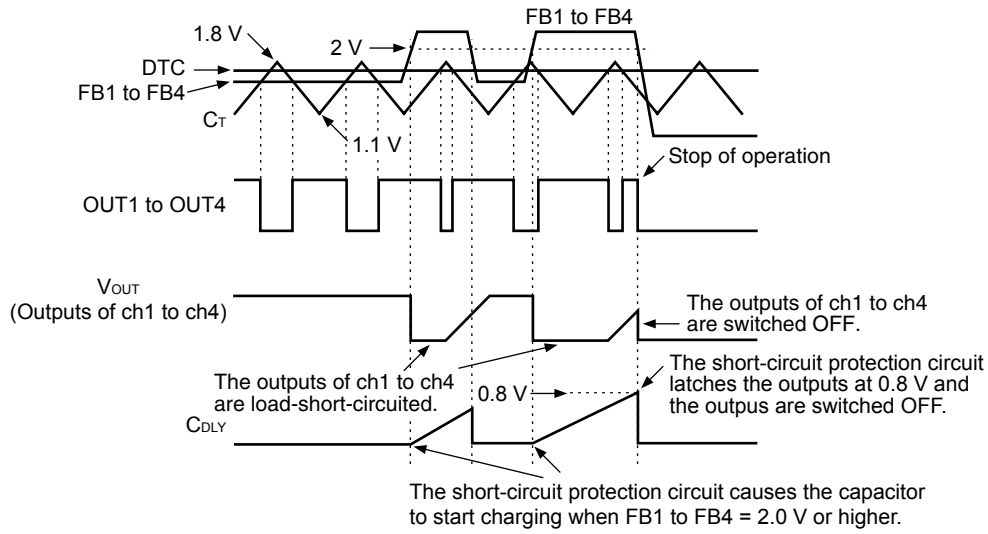 FB1 to FB4
1.8 V
2 V
DTC
FB1 to FB4
CT
1.1 V
Stop of operation
OUT1 to OUT4
VOUT
(Outputs of ch1 to ch4)
The outputs of ch1 to ch4
are switched OFF.
The outputs of ch1 to ch4
are load-short-circuited.
0.8 V
The short-circuit protection circuit
latches the outputs at 0.8 V and
the outpus are switched OFF.
CDLY
The short-circuit protection circuit causes the capacitor
to start charging when FB1 to FB4 = 2.0 V or higher.